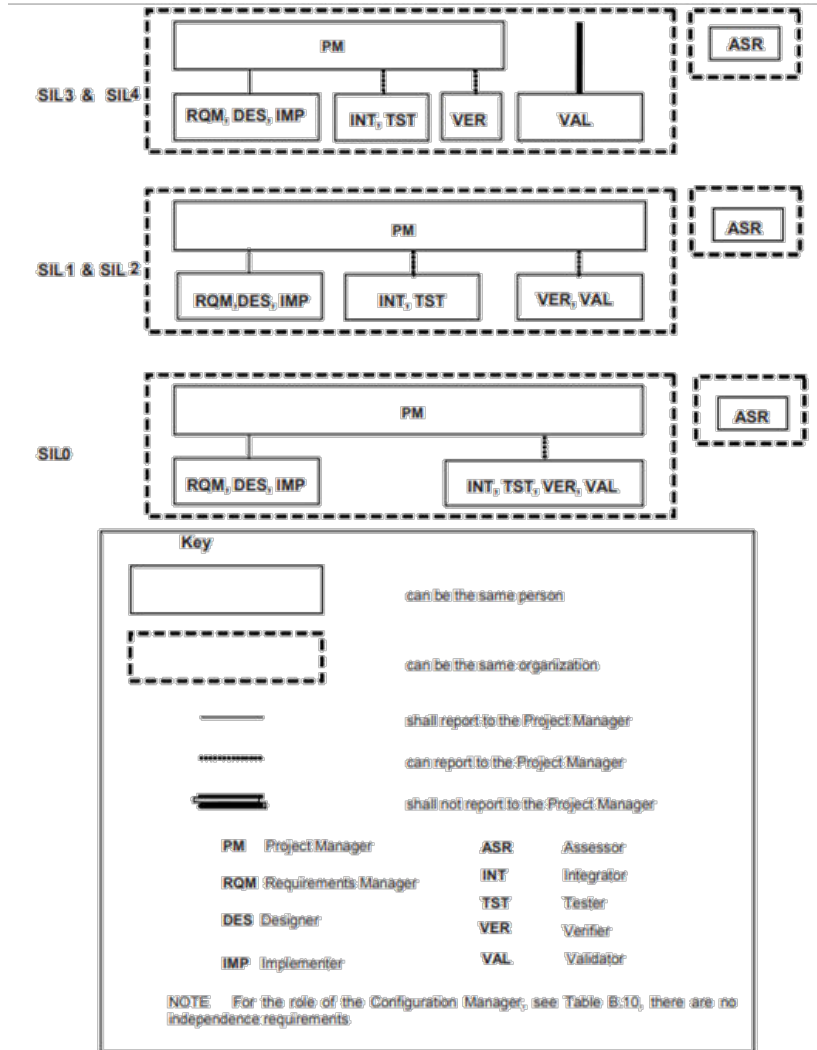 PM
ASR
SIL3 & SIL4
RQM, DES, IMP
INT, TST
VER
VAL
PM
ASR
SIL1 & SIL 2
RQM,DES, IMP
INT, TST
VER, VAL
PM
ASR
SIL0
RQM, DES, IMP
INT, TST, VER, VAL
Key
can be the same person
can be the same organization
shall report to the Project Manager
can report to the Project Manager
shall not report to the Project Manager
PM Project Manager
ASR Assessor
RQM Requirements Manager
INT Integrator
TST Tester
DES Designer
VER Verifier
IMP Implementer
VAL Validator
NOTE For the role of the Configuration Manager, see Table B.10, there are no
independence requirements